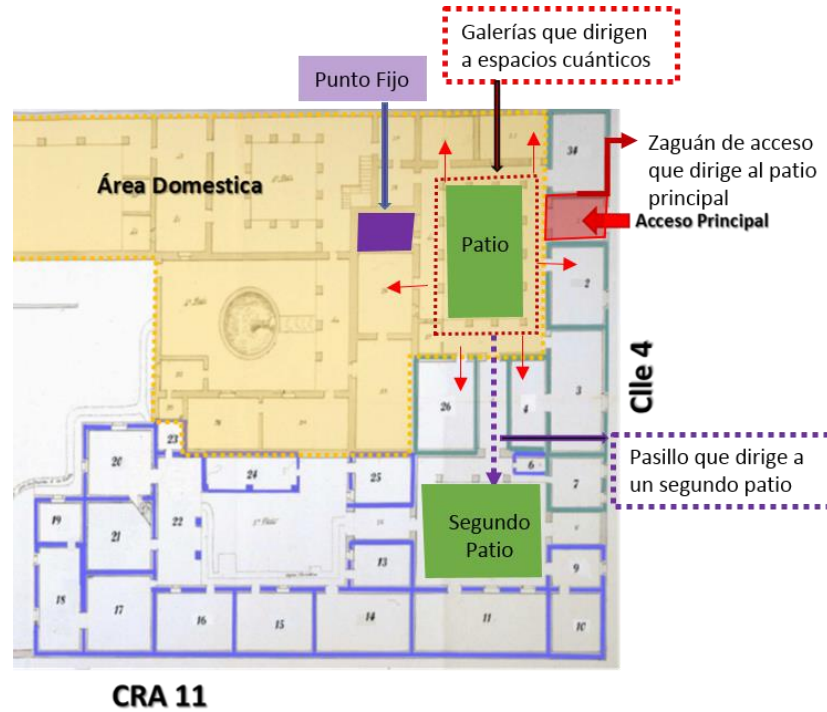 Galerías que dirigen
a espacios cuánticos
Punto Fijo
Zaguán de acceso
que dirige al patio
principal
34
Área Domestica
Acceso Principal
Patio
2
Clle 4
3
26
4
Pasillo que dirige a
un segundo patio
23
20
24
25
6
7
19
22
21
Segundo
Patio
13
9
18
17
16
15
14
11
10
CRA 11